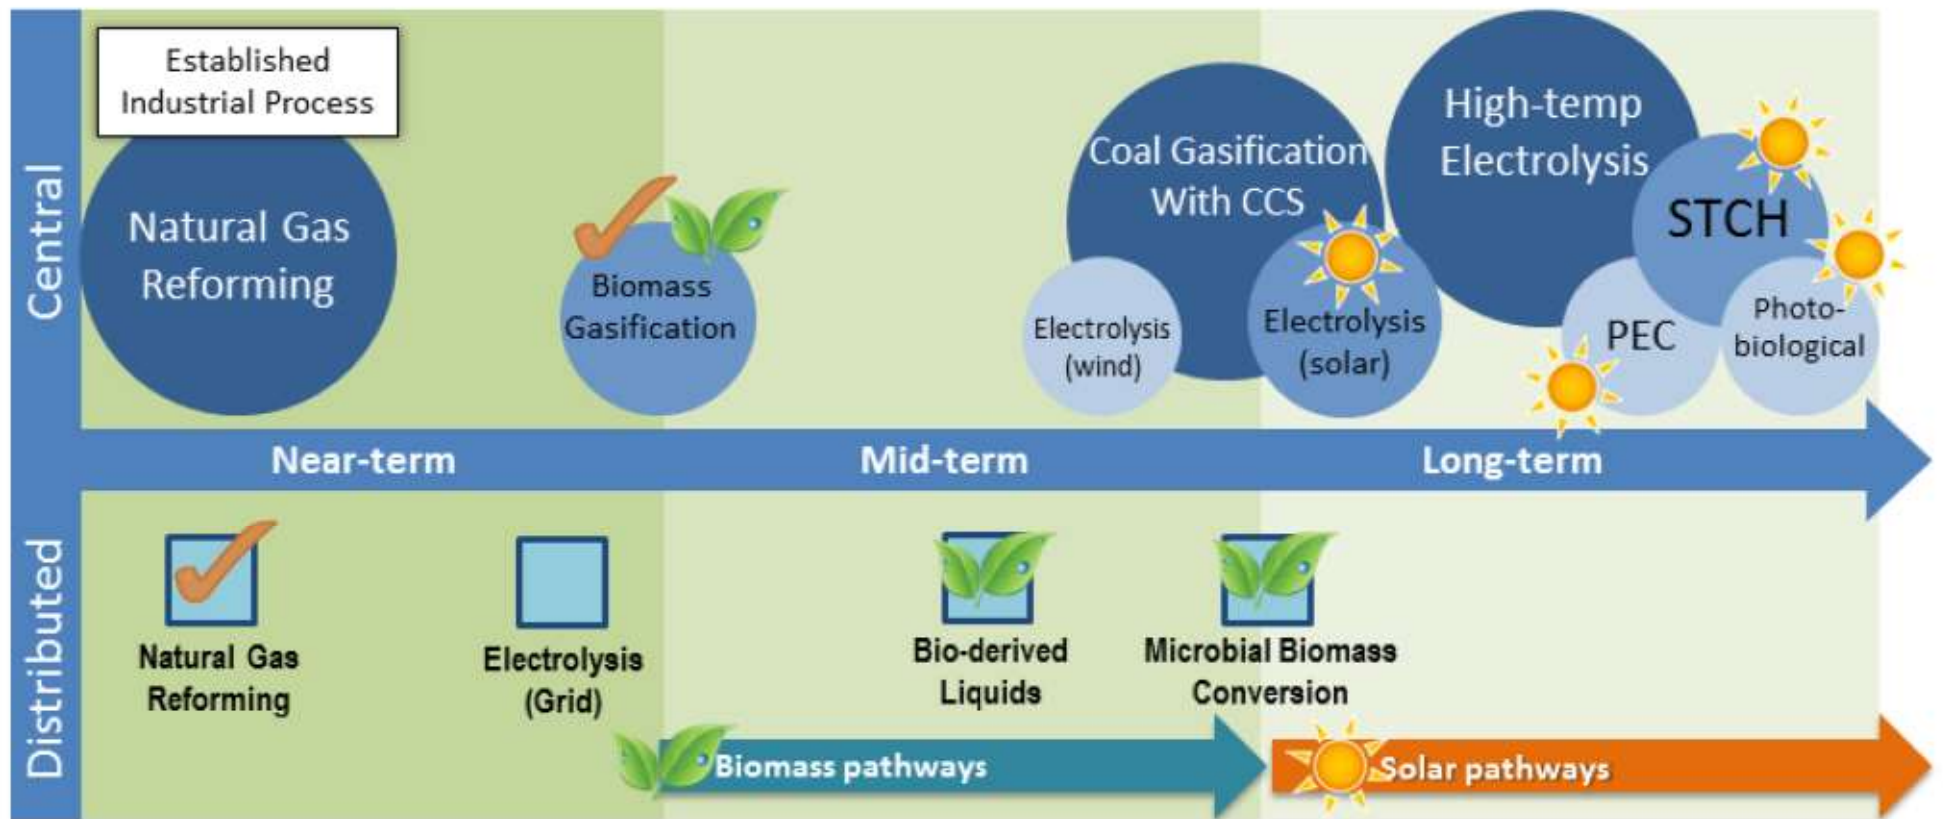 Central
Established
Industrial Process
Natural Gas
Reforming
Biomass
Gasification
Coal Gasification
With CCS
Electrolysis
(wind)
Electrolysis
(solar)
High-temp
Electrolysis
STCH
PEC
Photo-
biological
Near-term
Mid-term
Long-term
Distributed
Natural Gas
Reforming
Electrolysis
(Grid)
Bio-derived
Liquids
Microbial Biomass
Conversion
Biomass pathways
Solar pathways